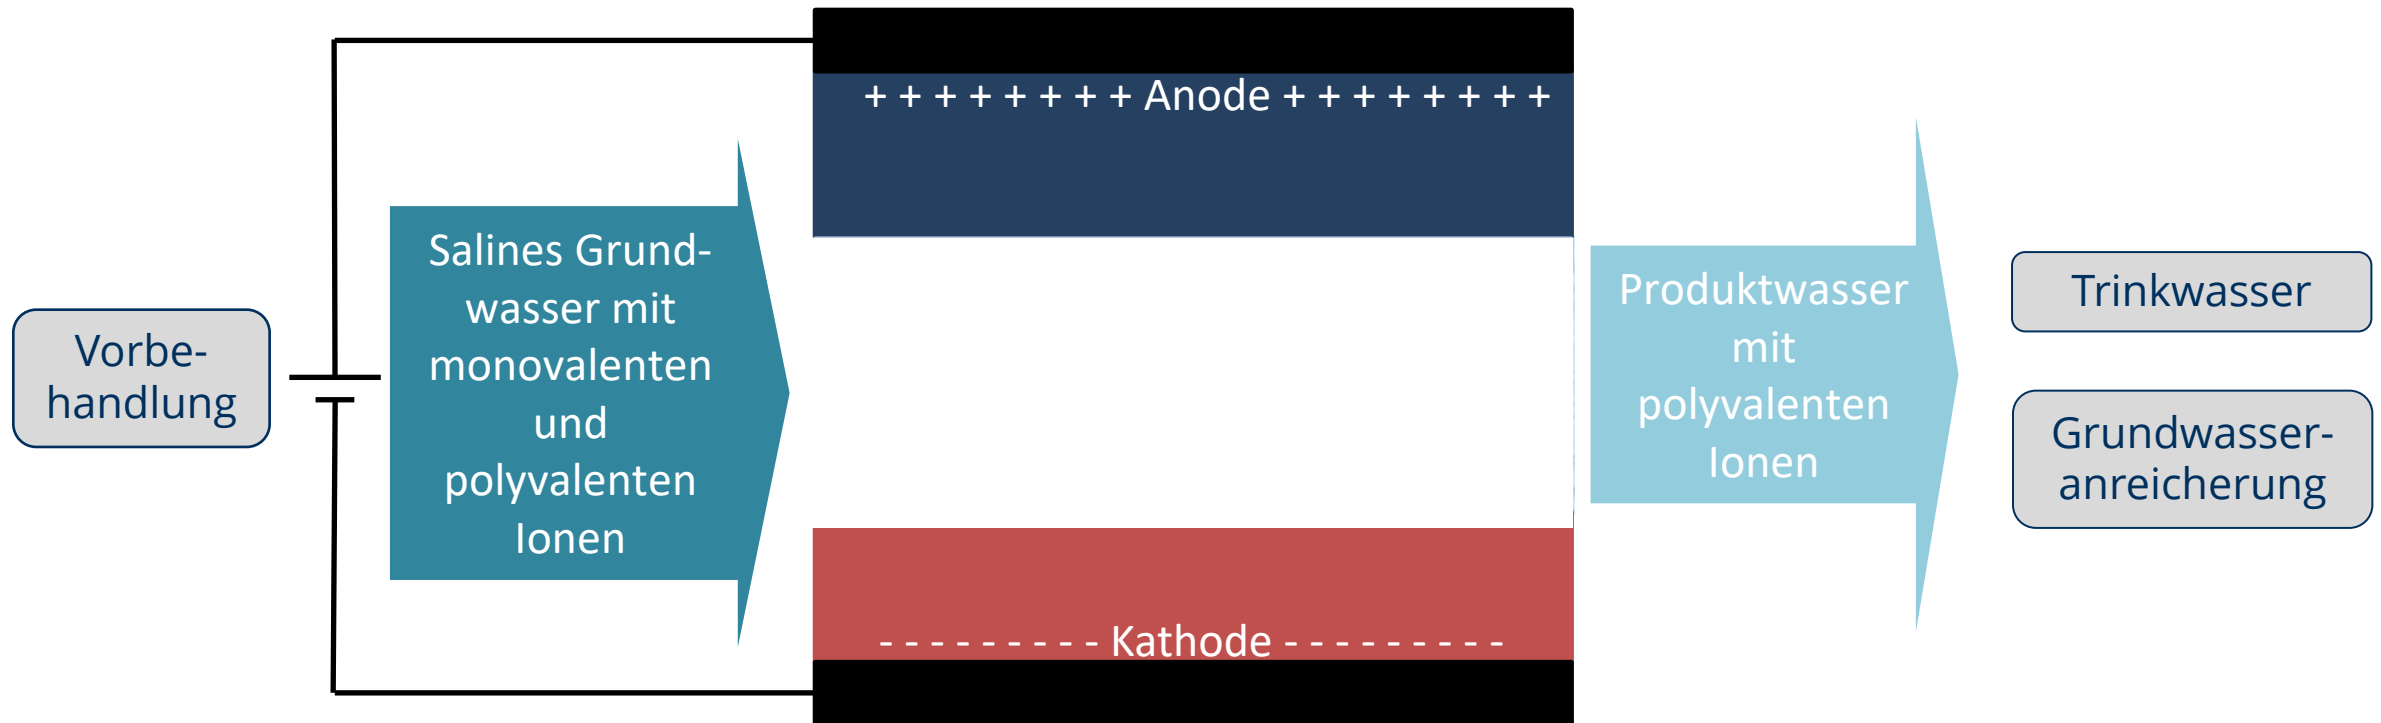 + + + + + + + + Anode + + + + + + + +
Salines Grund-
wasser mit
monovalenten
und
polyvalenten
Ionen
Vorbe-
handlung
Produktwasser
mit
polyvalenten
Ionen
Trinkwasser
Grundwasser-
anreicherung
- - - - - - - - - Kathode - - - - - - - - -